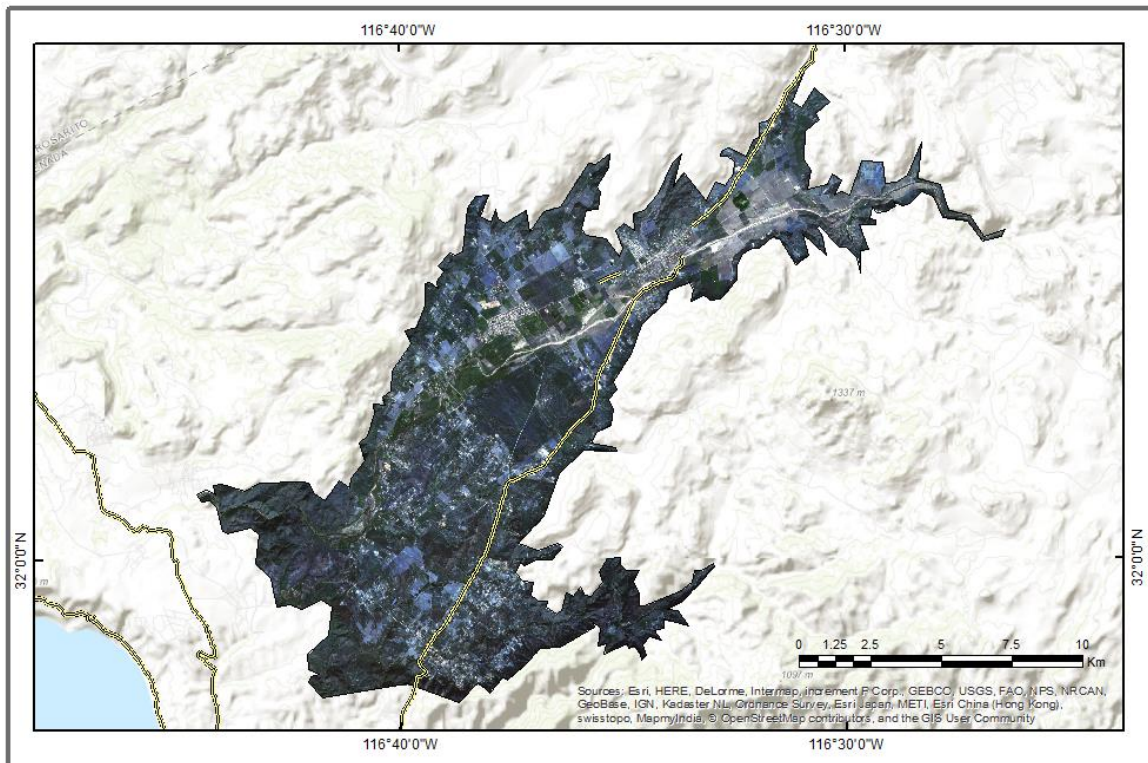 116°40'0"W
116°30'0"W
ROSARITO
NADA
1337 m
32°0'0"N
32°0'0"N
m
0 1.25 2.5 5 7.5 10
Km
1097 m
Sources: Esri, HERE, DeLorme, Intermap, increment P Corp., GEBCO, USGS, FAO, NPS, NRCAN,
GeoBase, IGN, Kadaster NL, Ordnance Survey, Esri Japan, METI, Esri China (Hong Kong),
swisstopo, MapmyIndia, © OpenStreetMap contributors, and the GIS User Community
116°40'0"W
116°30'0"W